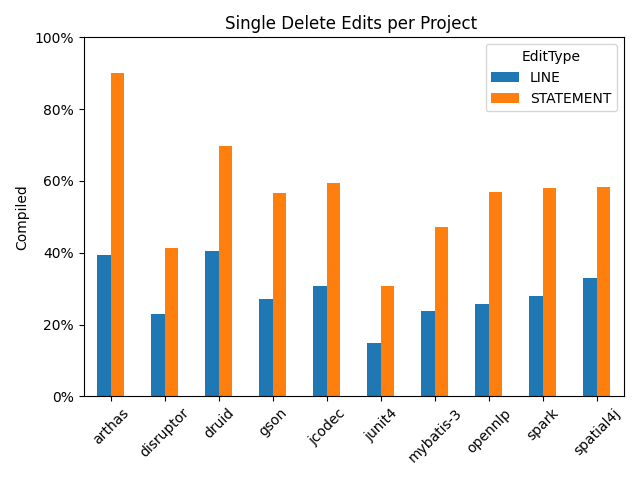 Single Delete Edits per Project
100%
80%
60%
40%
20%
0%
Compiled
EditType
LINE
STATEMENT
arthas
disruptor
druid
gson
jcodec
junit4
mybatis-3
opennlp
spark
spatial4j